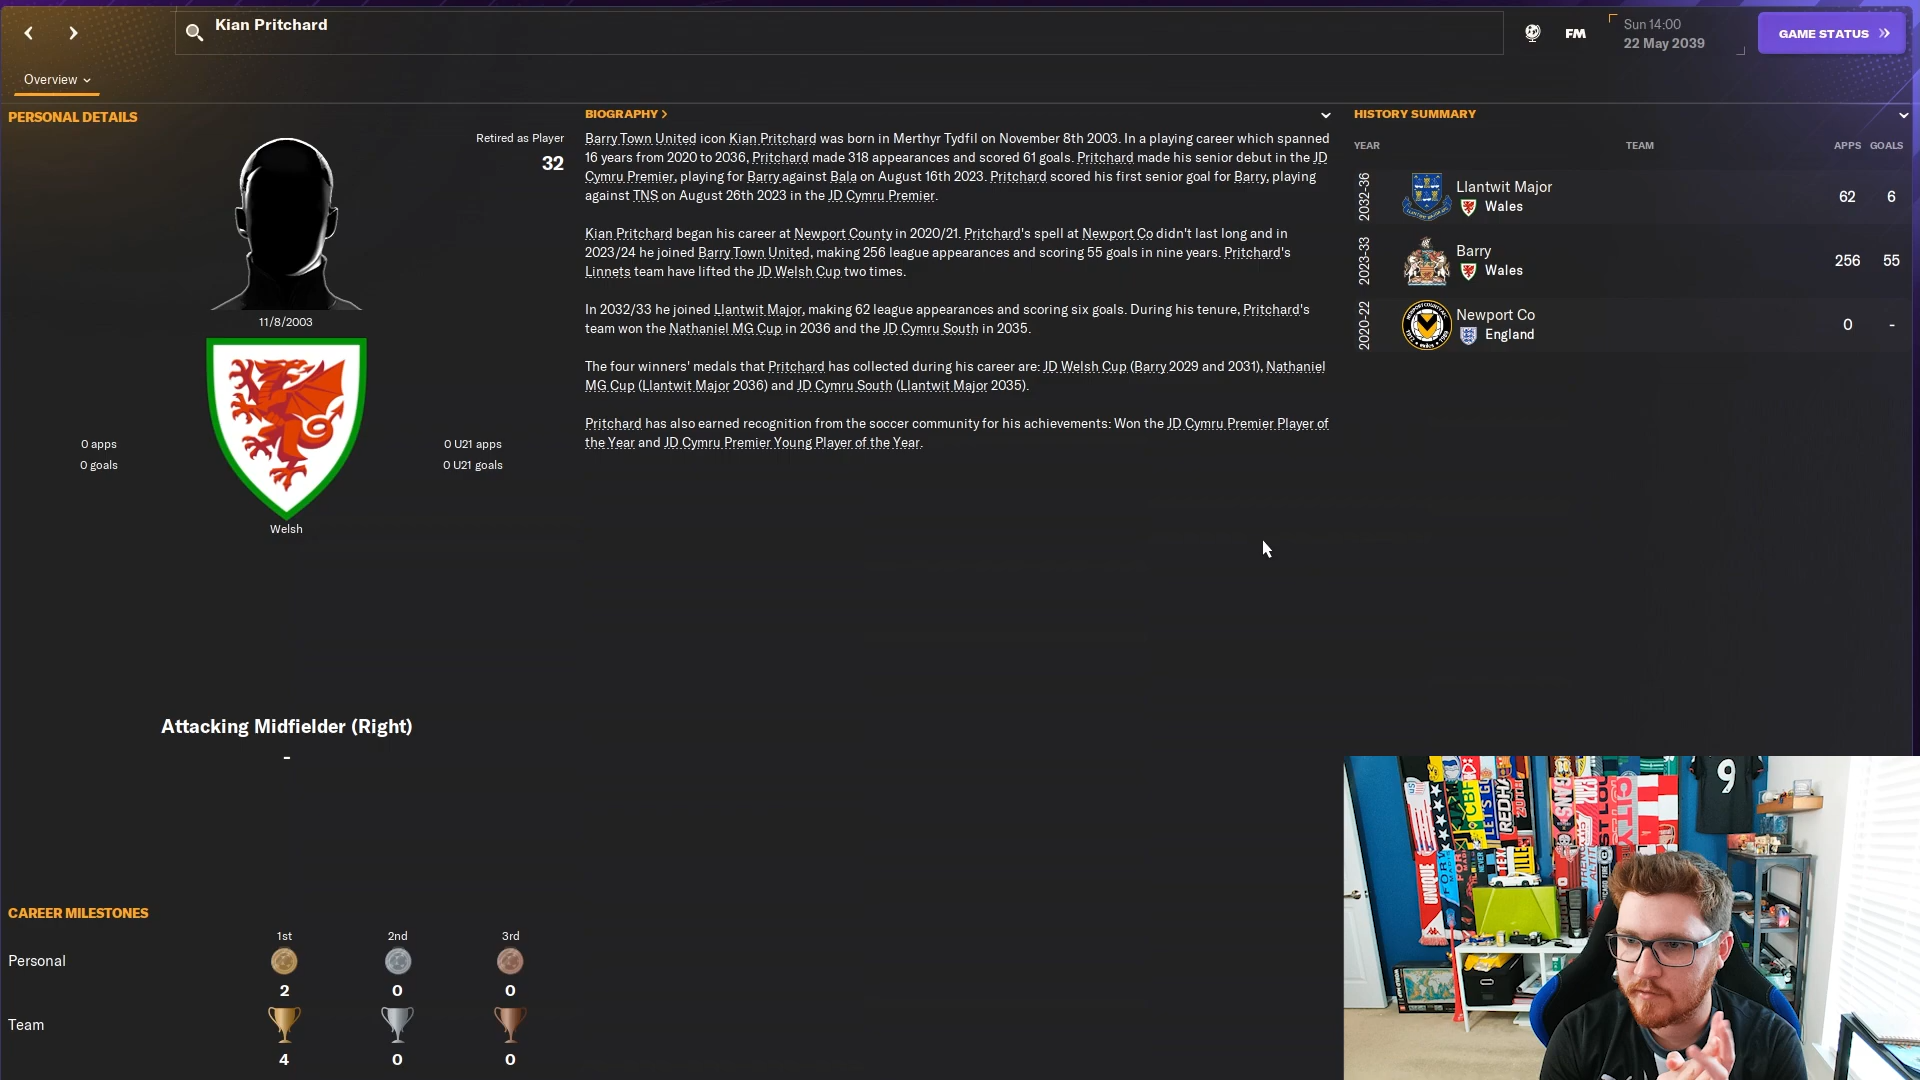 Kian Pritchard
FM
Sun 14:00
22 May 2039
GAME STATUS
Overview
PERSONAL DETAILS
Retired as Player
32
11/8/2003
0 apps
0 goals
0 U21 apps
0 U21 goals
Welsh
Attacking Midfielder (Right)
-
CAREER MILESTONES
1st 2nd 3rd
Personal
2 0 0
Team
4 0 0
BIOGRAPHY >
Barry Town United icon Kian Pritchard was born in Merthyr Tydfil on November 8th 2003. In a playing career which spanned
16 years from 2020 to 2036, Pritchard made 318 appearances and scored 61 goals. Pritchard made his senior debut in the JD
Cymru Premier, playing for Barry against Bala on August 16th 2023. Pritchard scored his first senior goal for Barry, playing
against TNS on August 26th 2023 in the JD Cymru Premier.
Kian Pritchard began his career at Newport County in 2020/21. Pritchard's spell at Newport Co didn't last long and in
2023/24 he joined Barry Town United, making 256 league appearances and scoring 55 goals in nine years. Pritchard's
Linnets team have lifted the JD Welsh Cup two times.
In 2032/33 he joined Llantwit Major, making 62 league appearances and scoring six goals. During his tenure, Pritchard's
team won the Nathaniel MG Cup in 2036 and the JD Cymru South in 2035.
The four winners' medals that Pritchard has collected during his career are: JD Welsh Cup (Barry 2029 and 2031), Nathaniel
MG Cup (Llantwit Major 2036) and JD Cymru South (Llantwit Major 2035).
Pritchard has also earned recognition from the soccer community for his achievements: Won the JD Cymru Premier Player of
the Year and JD Cymru Premier Young Player of the Year.
HISTORY SUMMARY
YEAR TEAM APPS GOALS
2032-36 Llantwit Major 62 6
Wales
2023-33 Barry 256 55
Wales
2020-22 Newport Co 0 -
England
9
CBF
LET'S G
REDHA
CITY
ST LOU
UNIQUE